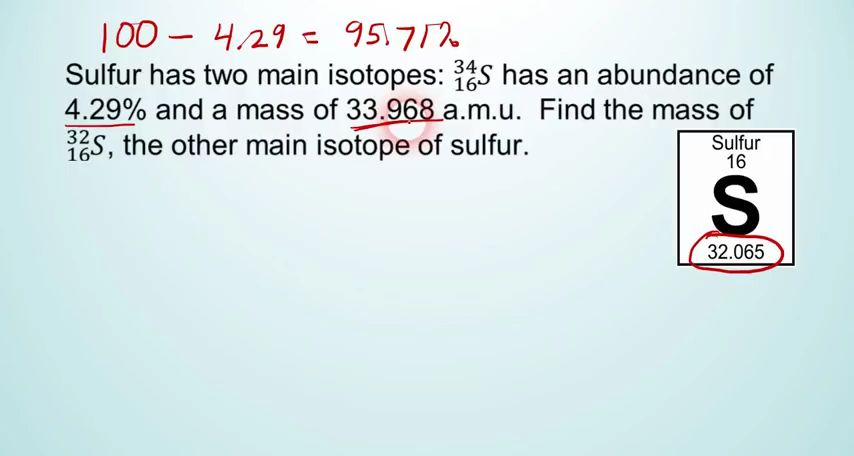 100 - 4.29 = 95.71%
Sulfur has two main isotopes: ³⁴₁₆S has an abundance of
4.29% and a mass of 33.968 a.m.u. Find the mass of
³²₁₆S, the other main isotope of sulfur.
Sulfur
16
S
32.065